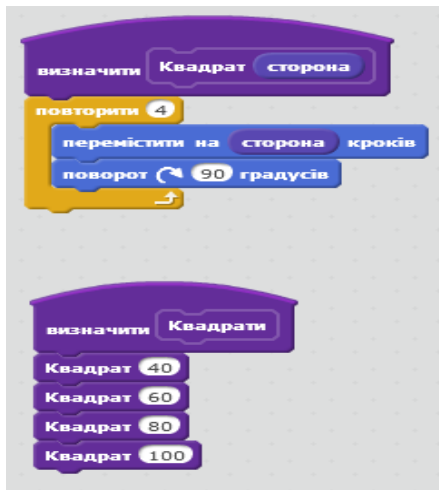 визначити Квадрат сторона
повторити 4
перемістити на сторона кроків
поворот 90 градусів
визначити Квадрати
Квадрат 40
Квадрат 60
Квадрат 80
Квадрат 100